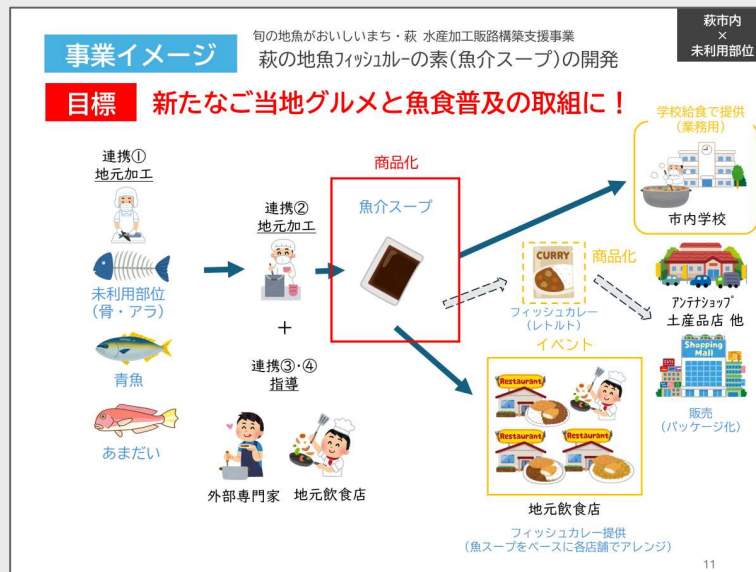 旬の地魚がおいしいまち・萩 水産加工販路構築支援事業
事業イメージ
萩の地魚フィッシュカレーの素(魚介スープ)の開発
萩市内
×
未利用部位
目標
新たなご当地グルメと魚食普及の取組に！
連携①
地元加工
未利用部位
(骨・アラ)
青魚
あまだい
連携②
地元加工
+
連携③・④
指導
外部専門家
地元飲食店
商品化
魚介スープ
CURRY
フィッシュカレー
(レトルト)
商品化
イベント
Restaurant
Restaurant
Restaurant
地元飲食店
フィッシュカレー提供
(魚スープをベースに各店舗でアレンジ)
学校給食で提供
(業務用)
市内学校
アンテナショップ
土産品店 他
Shopping
Mall
販売
(パッケージ化)
11